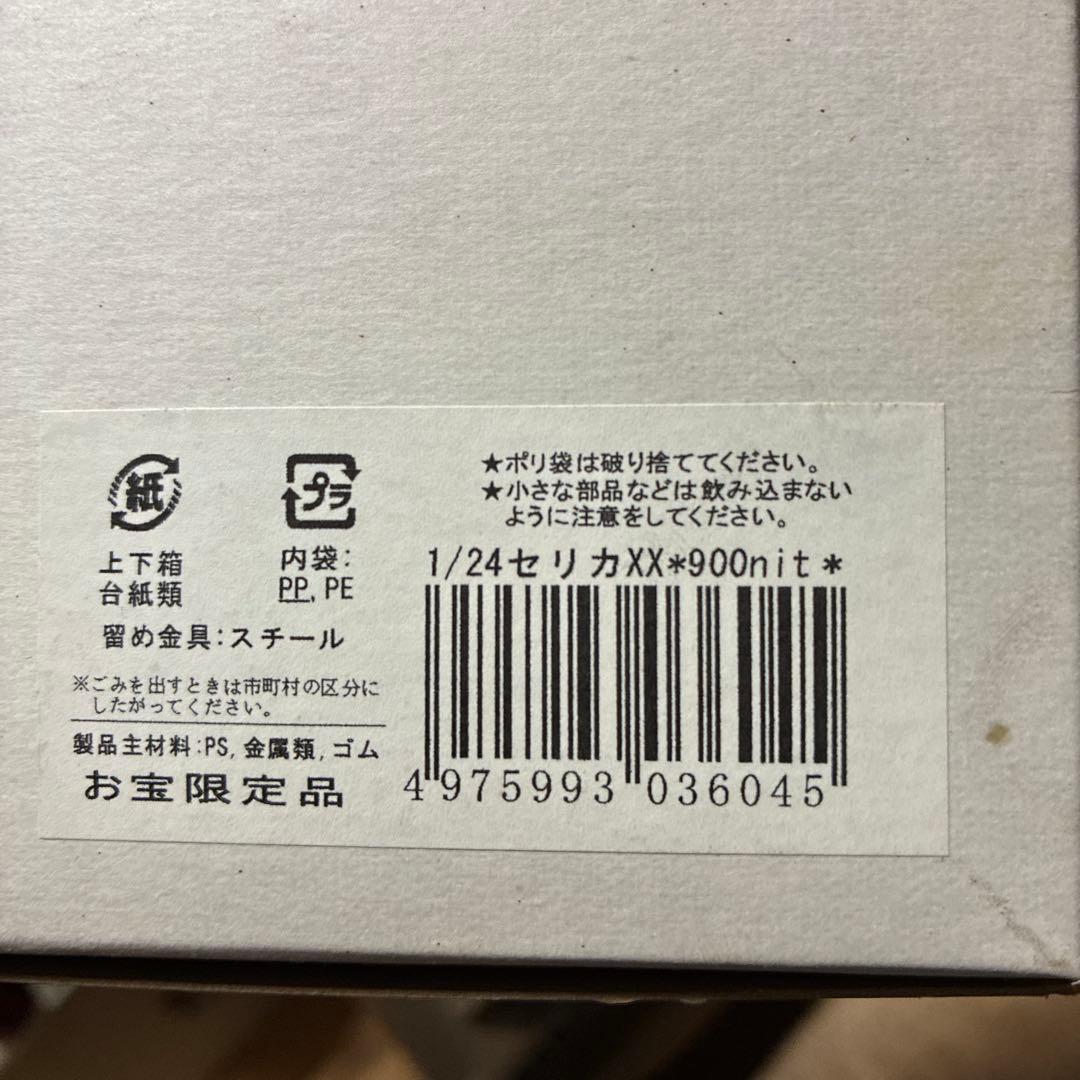 紙
プラ
上下箱
台紙類
内袋:
PP, PE
留め金具:スチール
※ごみを出すときは市町村の区分に
したがってください。
製品主材料:PS, 金属類, ゴム
お宝限定品
★ポリ袋は破り捨ててください。
★小さな部品などは飲み込まない
ように注意をしてください。
1/24セリカXX*900nit*
4 975993 036045